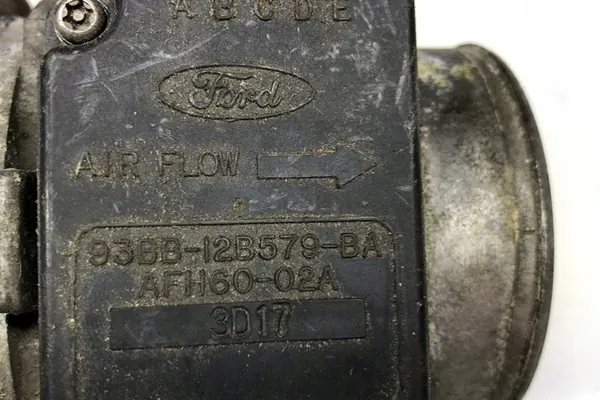 A B C D E
Ford
AIR FLOW
93BB-12B579-BA
AFH60-02A
3D17